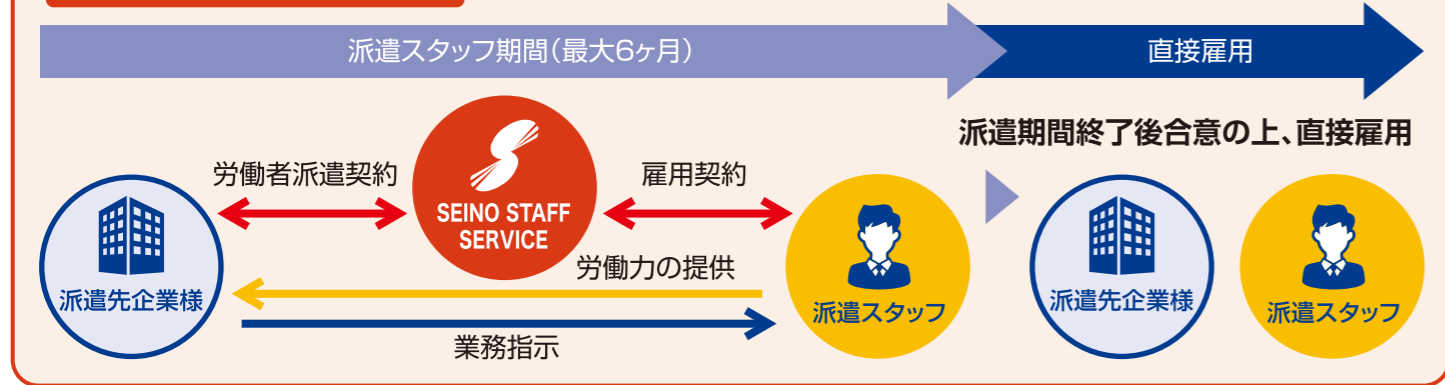 派遣スタッフ期間（最大6ヶ月）
直接雇用
派遣期間終了後合意の上、直接雇用
労働者派遣契約
雇用契約
SEINO STAFF
SERVICE
労働力の提供
業務指示
派遣先企業様
派遣スタッフ
派遣先企業様
派遣スタッフ